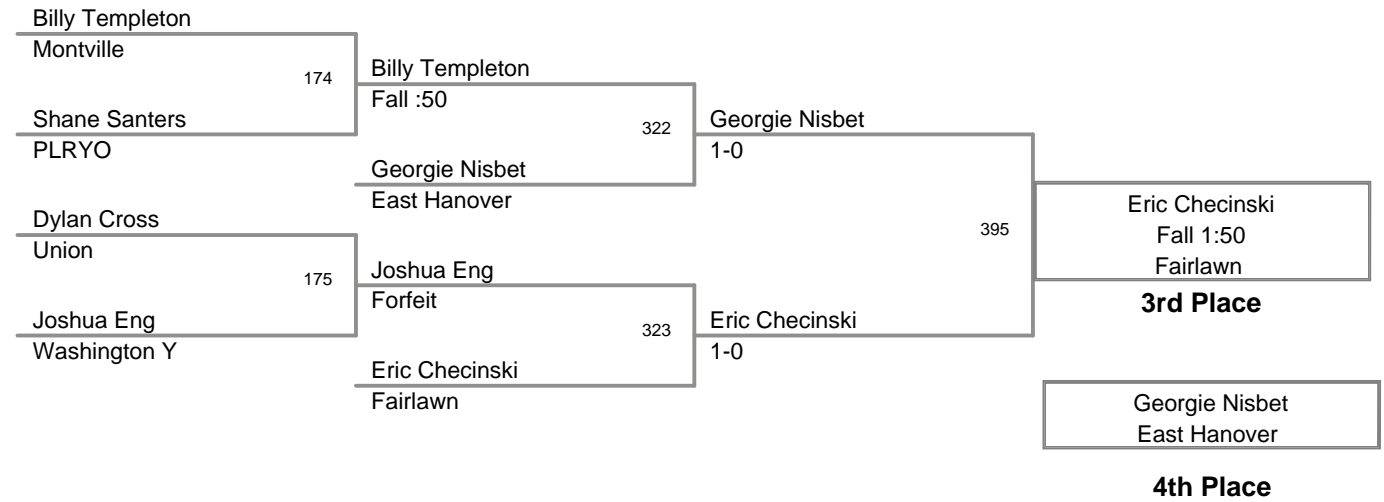 Billy Templeton
Montville
174
Shane Santers
PLRYO
Dylan Cross
Union
175
Joshua Eng
Washington Y
Billy Templeton
Fall :50
322
Georgie Nisbet
East Hanover
Joshua Eng
Forfeit
323
Eric Checinski
Fairlawn
Georgie Nisbet
1-0
395
Eric Checinski
1-0
Eric Checinski
Fall 1:50
Fairlawn
3rd Place
Georgie Nisbet
East Hanover
4th Place